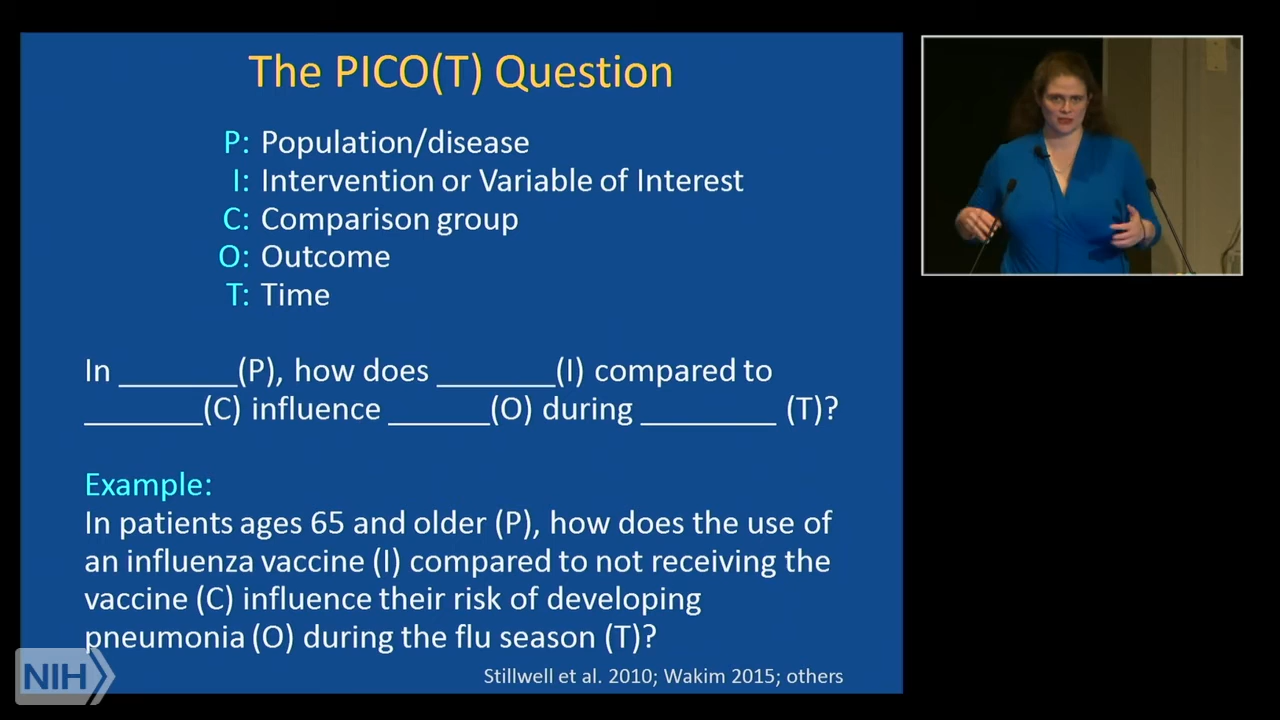 The PICO(T) Question
P: Population/disease
I: Intervention or Variable of Interest
C: Comparison group
O: Outcome
T: Time
In _______(P), how does _______(I) compared to
_______(C) influence ______(O) during ________ (T)?
Example:
In patients ages 65 and older (P), how does the use of
an influenza vaccine (I) compared to not receiving the
vaccine (C) influence their risk of developing
pneumonia (O) during the flu season (T)?
Stillwell et al. 2010; Wakim 2015; others
NIH